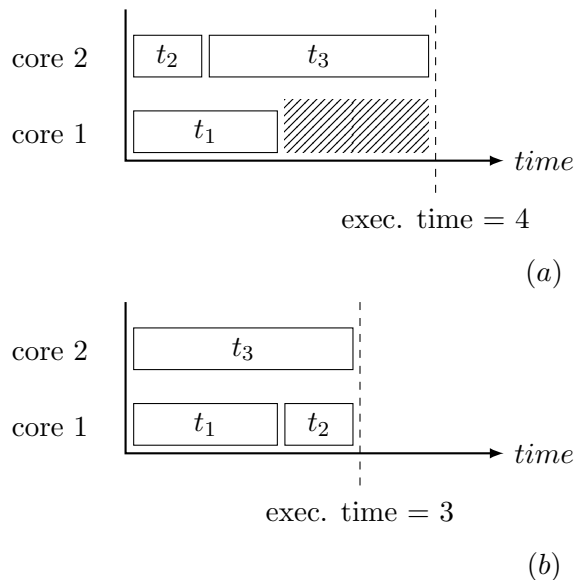 core 2 t₂ t₃
core 1 t₁
time
exec. time = 4
(a)
core 2 t₃
core 1 t₁ t₂
time
exec. time = 3
(b)